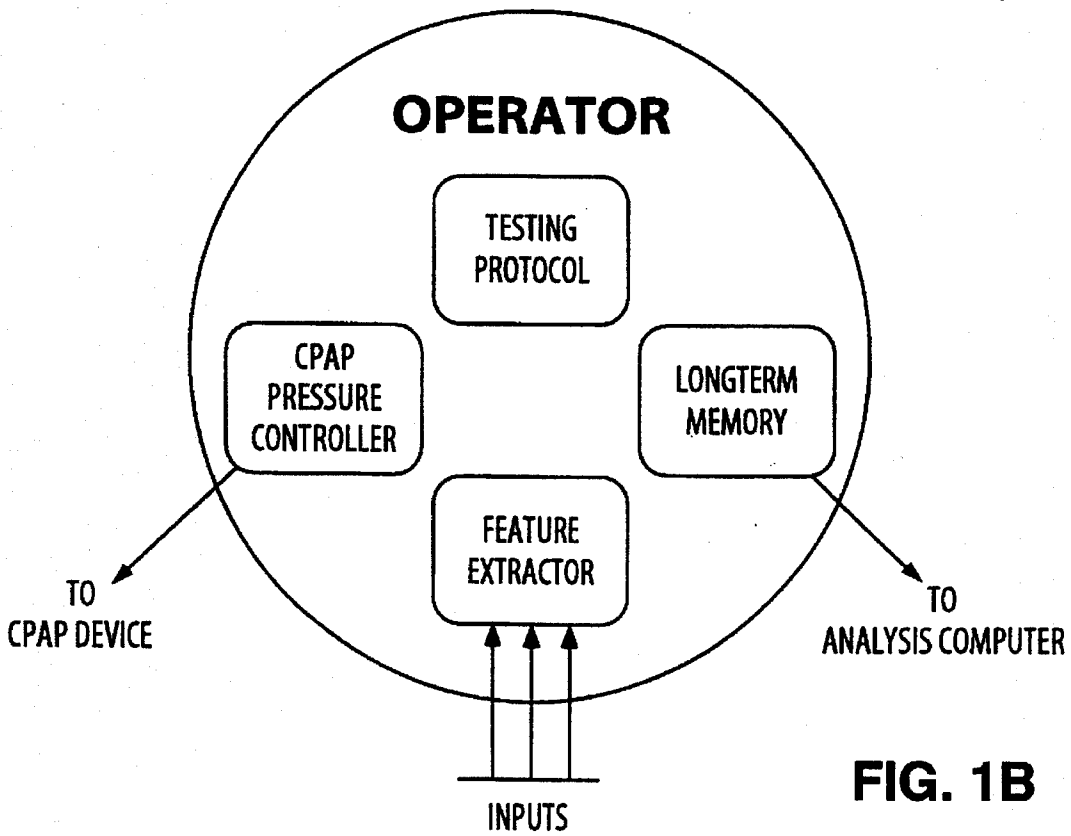 OPERATOR
TESTING
PROTOCOL
CPAP
PRESSURE
CONTROLLER
LONGTERM
MEMORY
FEATURE
EXTRACTOR
TO
CPAP DEVICE
TO
ANALYSIS COMPUTER
INPUTS
FIG. 1B